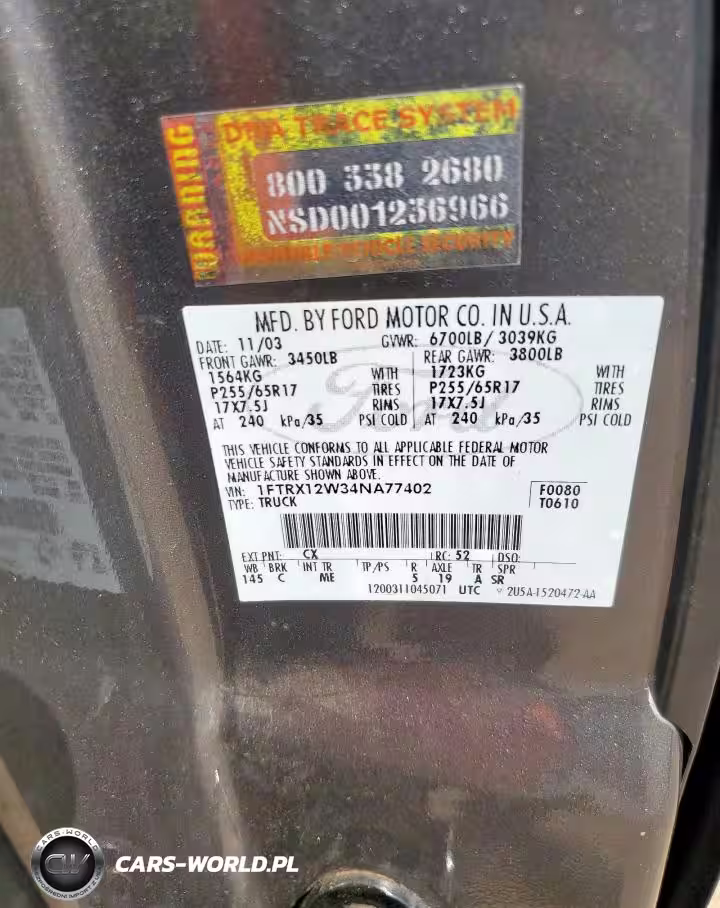 WARNING
DNA TRACE SYSTEM
800 338 2680
NSD001236966
VEHICLE SECURITY
MFD. BY FORD MOTOR CO. IN U.S.A.
DATE: 11/03 GVWR: 6700LB/ 3039KG
FRONT GAWR: 3450LB REAR GAWR: 3800LB
1564KG WITH 1723KG WITH
P255/65R17 TIRES P255/65R17 TIRES
17X7.5J RIMS 17X7.5J RIMS
AT 240 kPa/35 PSI COLD AT 240 kPa/35 PSI COLD
THIS VEHICLE CONFORMS TO ALL APPLICABLE FEDERAL MOTOR
VEHICLE SAFETY STANDARDS IN EFFECT ON THE DATE OF
MANUFACTURE SHOWN ABOVE.
VIN: 1FTRX12W34NA77402 F0080
TYPE: TRUCK T0610
EXT PNT: CX RC: 52 DSO:
WB BRK INT TR TP/PS R AXLE TR SPR
145 C ME 5 19 A SR
1200311045071 UTC 2U5A-1520472-AA
Ford
CARS-WORLD
CW
CARS-WORLD.PL